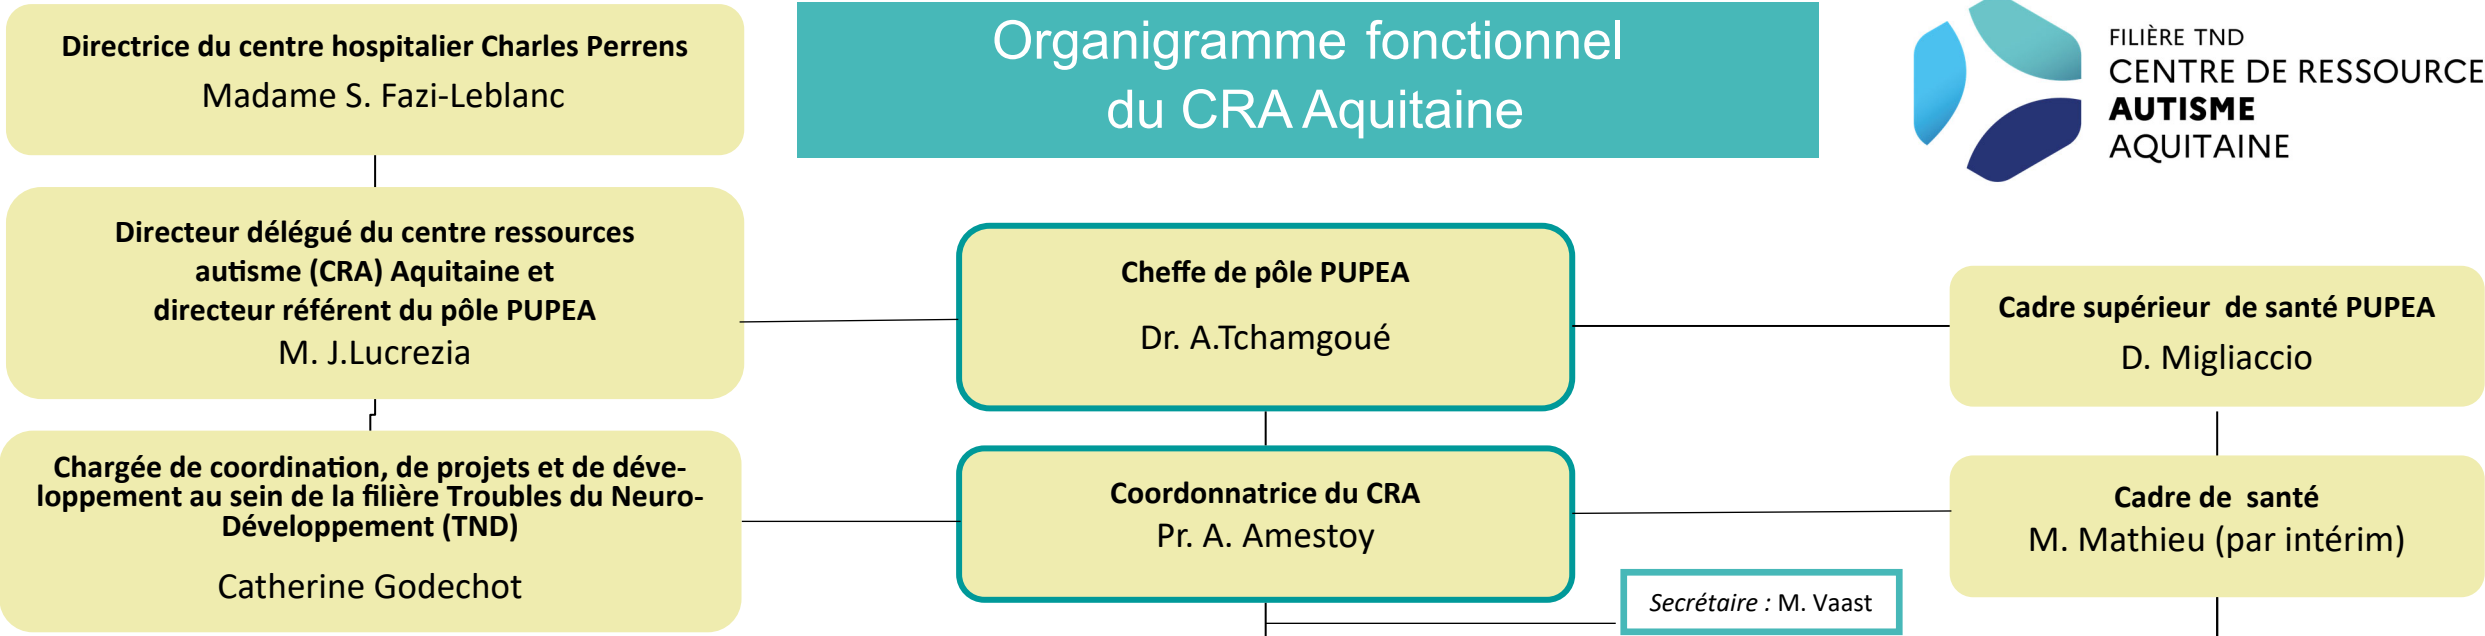 Directrice du centre hospitalier Charles Perrens
Madame S. Fazi-Leblanc
Organigramme fonctionnel
du CRA Aquitaine
FILIÈRE TND
CENTRE DE RESSOURCE
AUTISME
AQUITAINE
Directeur délégué du centre ressources
autisme (CRA) Aquitaine et
directeur référent du pôle PUPEA
M. J.Lucrezia
Cheffe de pôle PUPEA
Dr. A.Tchamgoué
Cadre supérieur de santé PUPEA
D. Migliaccio
Chargée de coordination, de projets et de déve-
loppement au sein de la filière Troubles du Neuro-
Développement (TND)
Catherine Godechot
Coordonnatrice du CRA
Pr. A. Amestoy
Cadre de santé
M. Mathieu (par intérim)
Secrétaire : M. Vaast